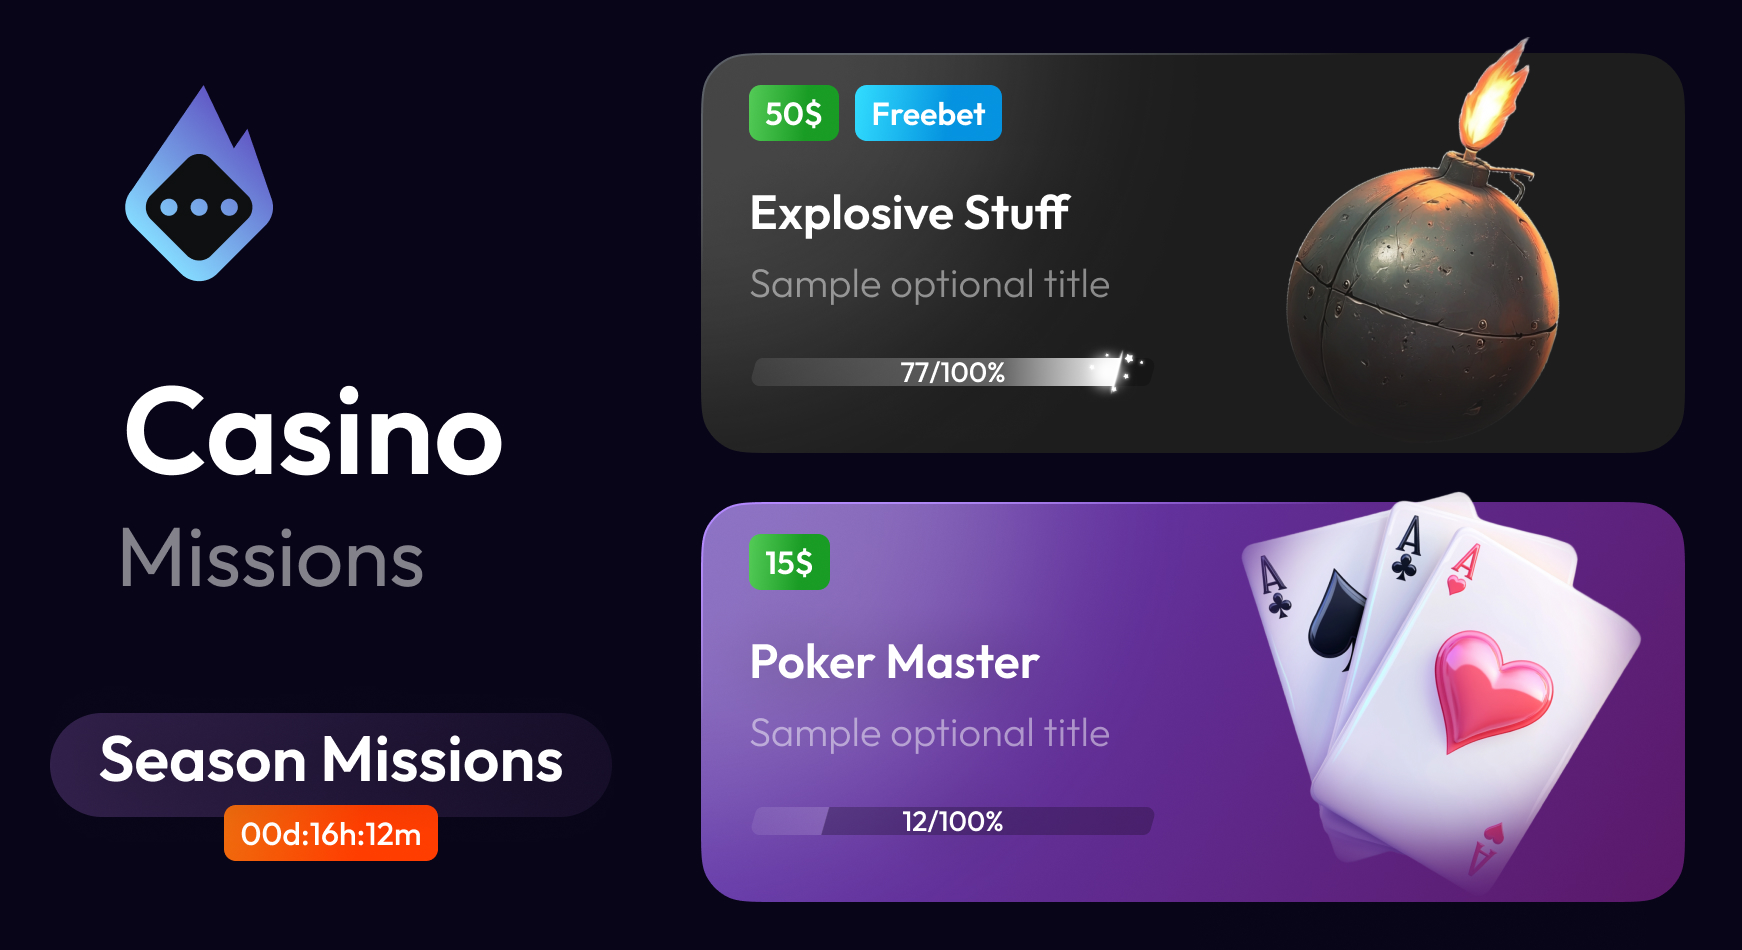 Casino
Missions
Season Missions
00d:16h:12m
50$ Freebet
Explosive Stuff
Sample optional title
77/100%
15$
Poker Master
Sample optional title
12/100%
A
A
A
A